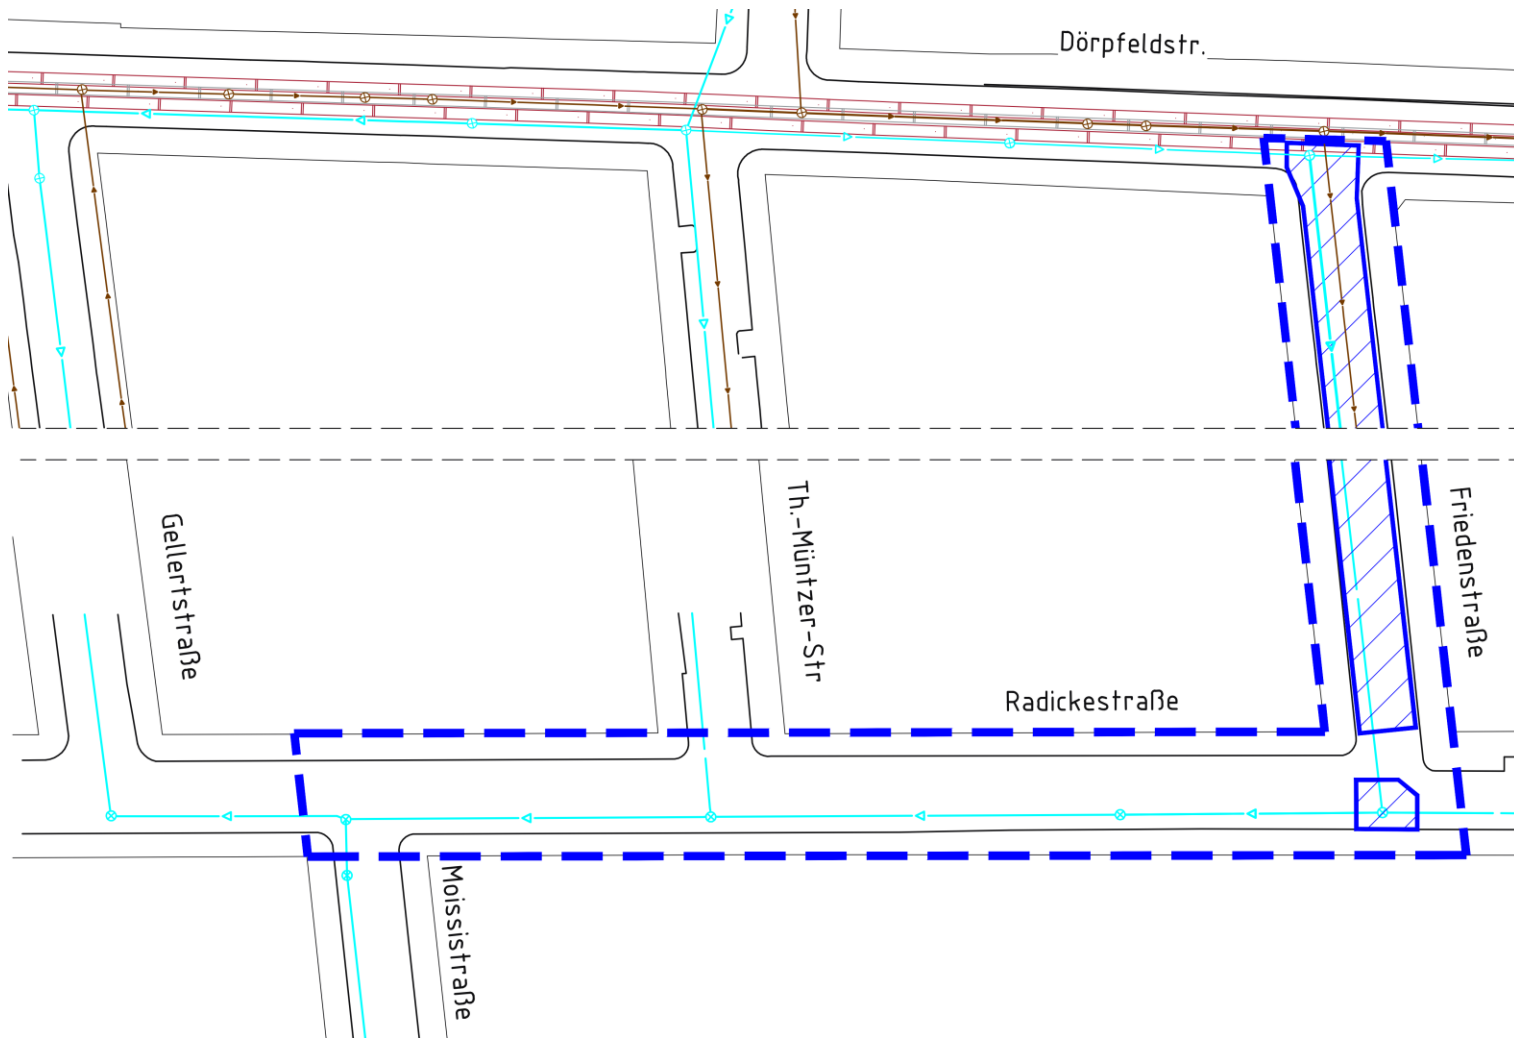 Dörpfeldstr.
Gellertstraße
Th.-Müntzer-Str
Friedenstraße
Radickestraße
Moissistraße